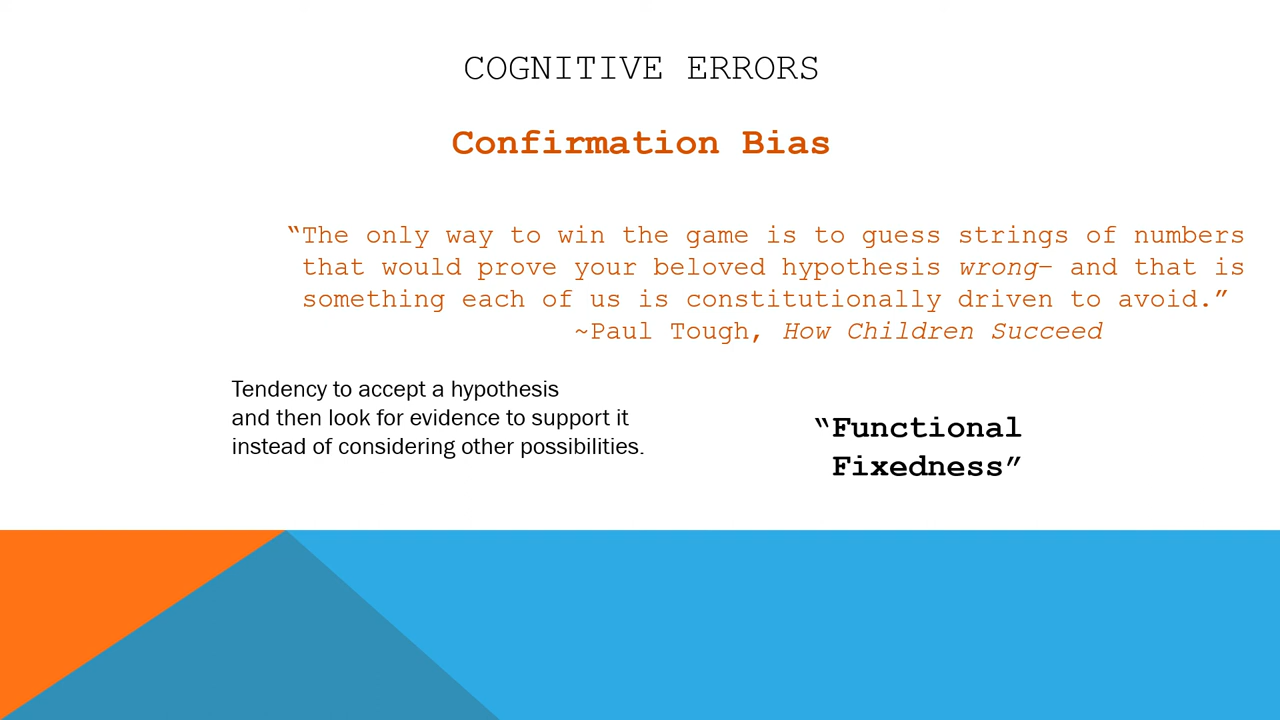 COGNITIVE ERRORS
Confirmation Bias
“The only way to win the game is to guess strings of numbers
that would prove your beloved hypothesis wrong– and that is
something each of us is constitutionally driven to avoid.”
~Paul Tough, How Children Succeed
Tendency to accept a hypothesis
and then look for evidence to support it
instead of considering other possibilities.
“Functional
Fixedness”